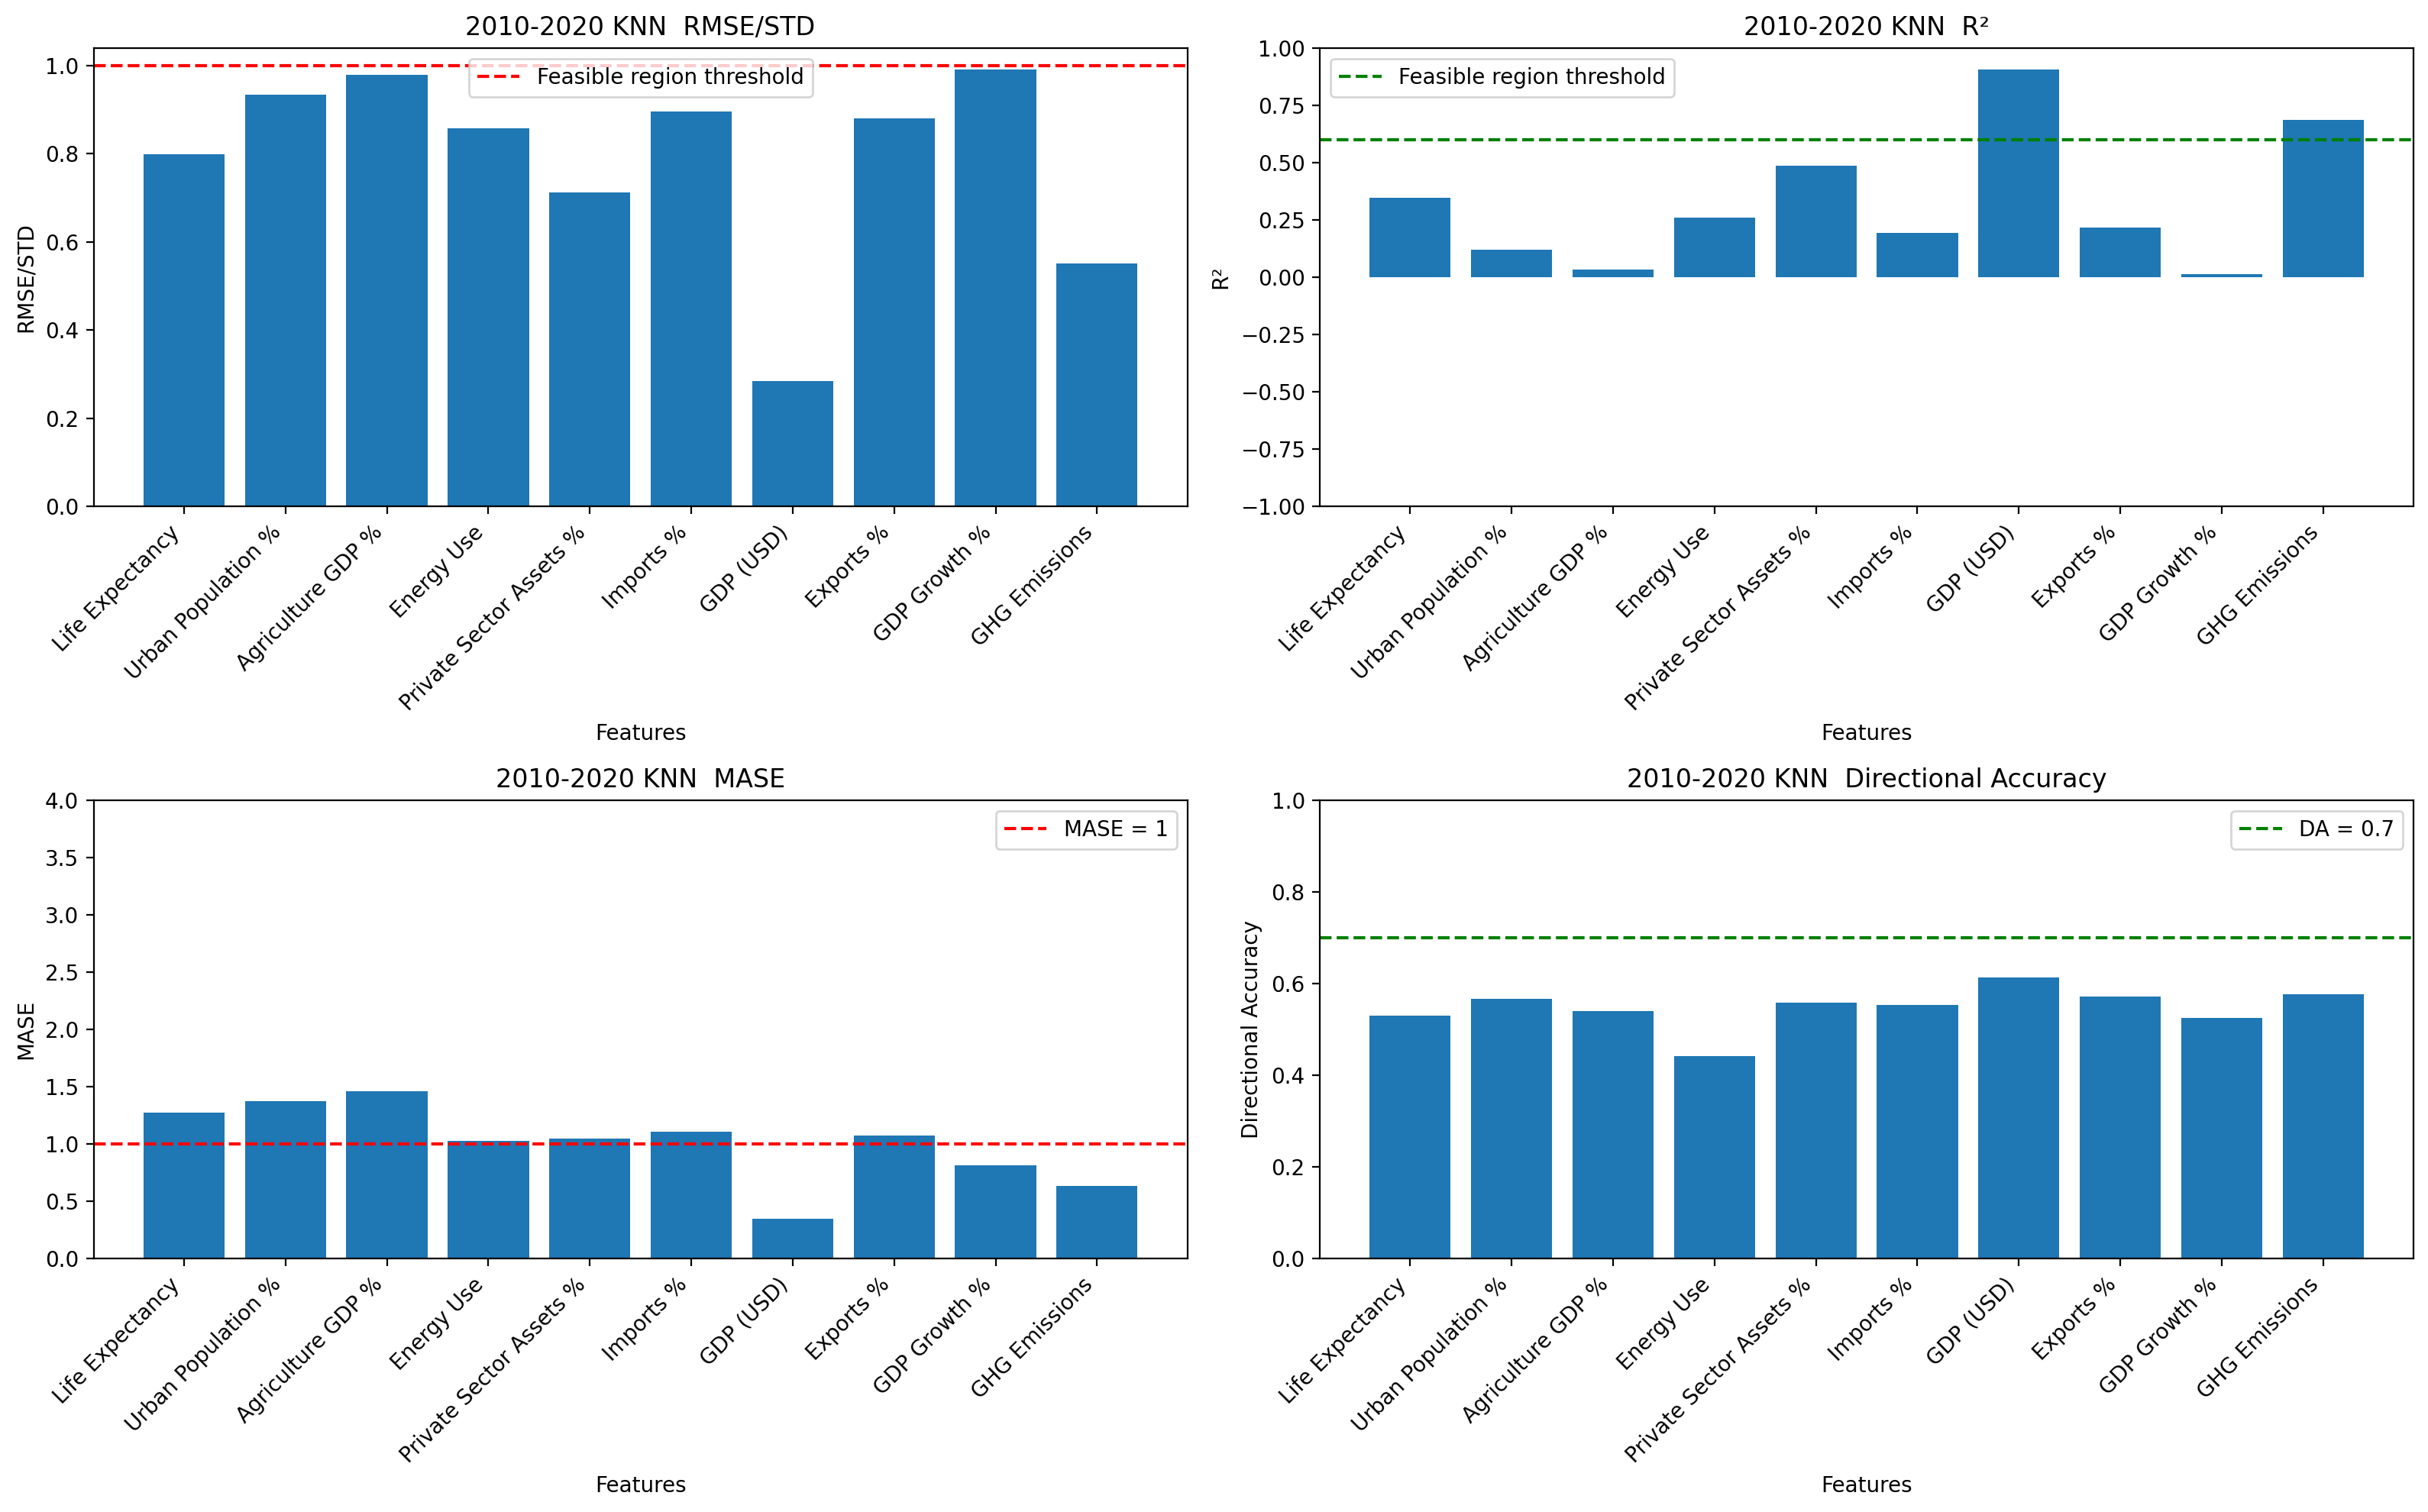 2010-2020 KNN  RMSE/STD
Feasible region threshold
RMSE/STD
1.0
0.8
0.6
0.4
0.2
0.0
Life Expectancy
Urban Population %
Agriculture GDP %
Energy Use
Private Sector Assets %
Imports %
GDP (USD)
Exports %
GDP Growth %
GHG Emissions
Features
2010-2020 KNN  R²
Feasible region threshold
R²
1.00
0.75
0.50
0.25
0.00
−0.25
−0.50
−0.75
−1.00
Life Expectancy
Urban Population %
Agriculture GDP %
Energy Use
Private Sector Assets %
Imports %
GDP (USD)
Exports %
GDP Growth %
GHG Emissions
Features
2010-2020 KNN  MASE
MASE = 1
MASE
4.0
3.5
3.0
2.5
2.0
1.5
1.0
0.5
0.0
Life Expectancy
Urban Population %
Agriculture GDP %
Energy Use
Private Sector Assets %
Imports %
GDP (USD)
Exports %
GDP Growth %
GHG Emissions
Features
2010-2020 KNN  Directional Accuracy
DA = 0.7
Directional Accuracy
1.0
0.8
0.6
0.4
0.2
0.0
Life Expectancy
Urban Population %
Agriculture GDP %
Energy Use
Private Sector Assets %
Imports %
GDP (USD)
Exports %
GDP Growth %
GHG Emissions
Features